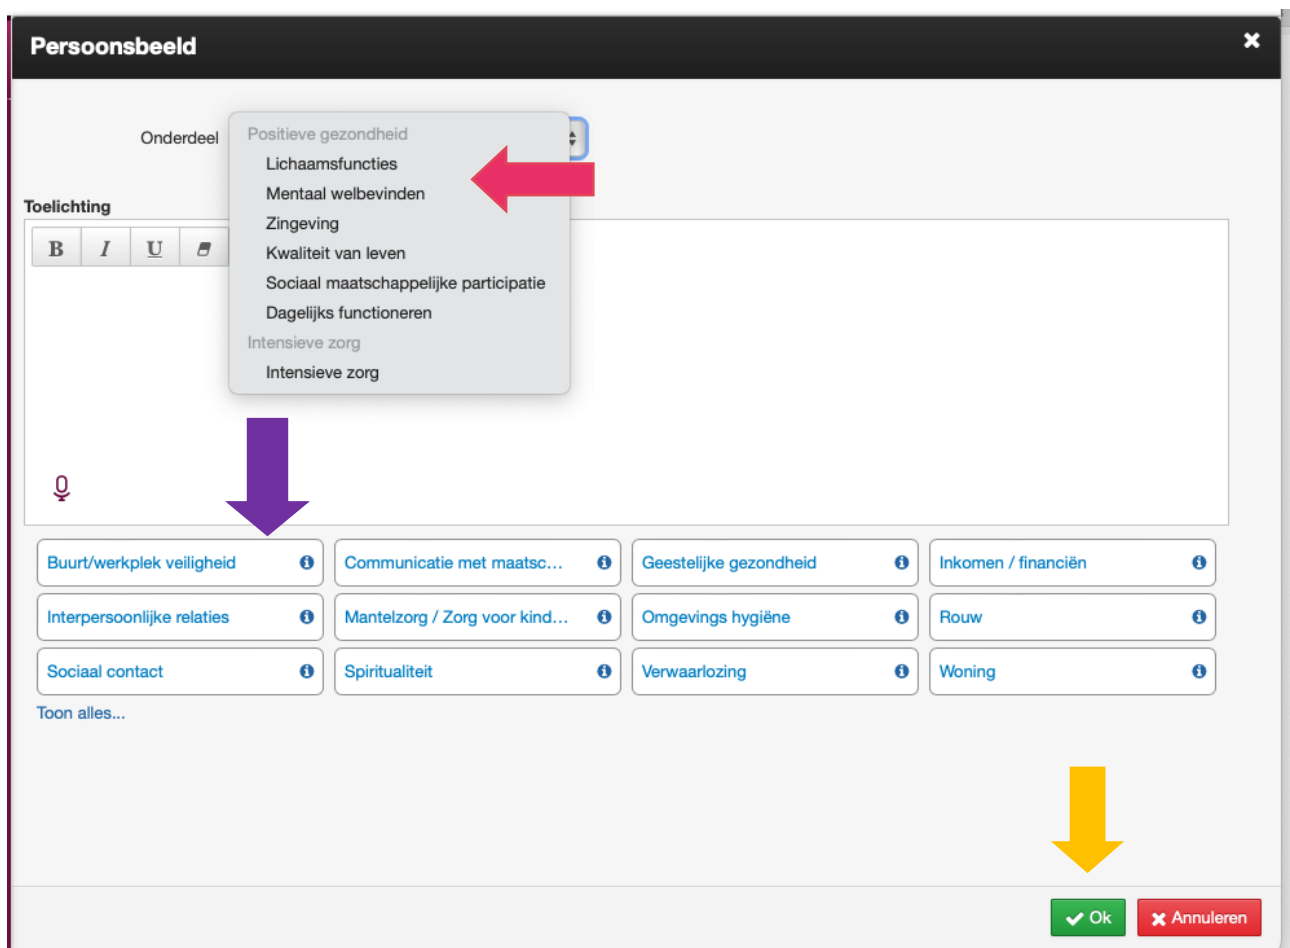 Persoonsbeeld
Onderdeel
Positieve gezondheid
Lichaamsfuncties
Mentaal welbevinden
Zingeving
Kwaliteit van leven
Sociaal maatschappelijke participatie
Dagelijks functioneren
Intensieve zorg
Intensieve zorg
Toelichting
B I U
Buurt/werkplek veiligheid Communicatie met maatsc... Geestelijke gezondheid Inkomen / financiën
Interpersoonlijke relaties Mantelzorg / Zorg voor kind... Omgevings hygiëne Rouw
Sociaal contact Spiritualiteit Verwaarlozing Woning
Toon alles...
Ok Annuleren